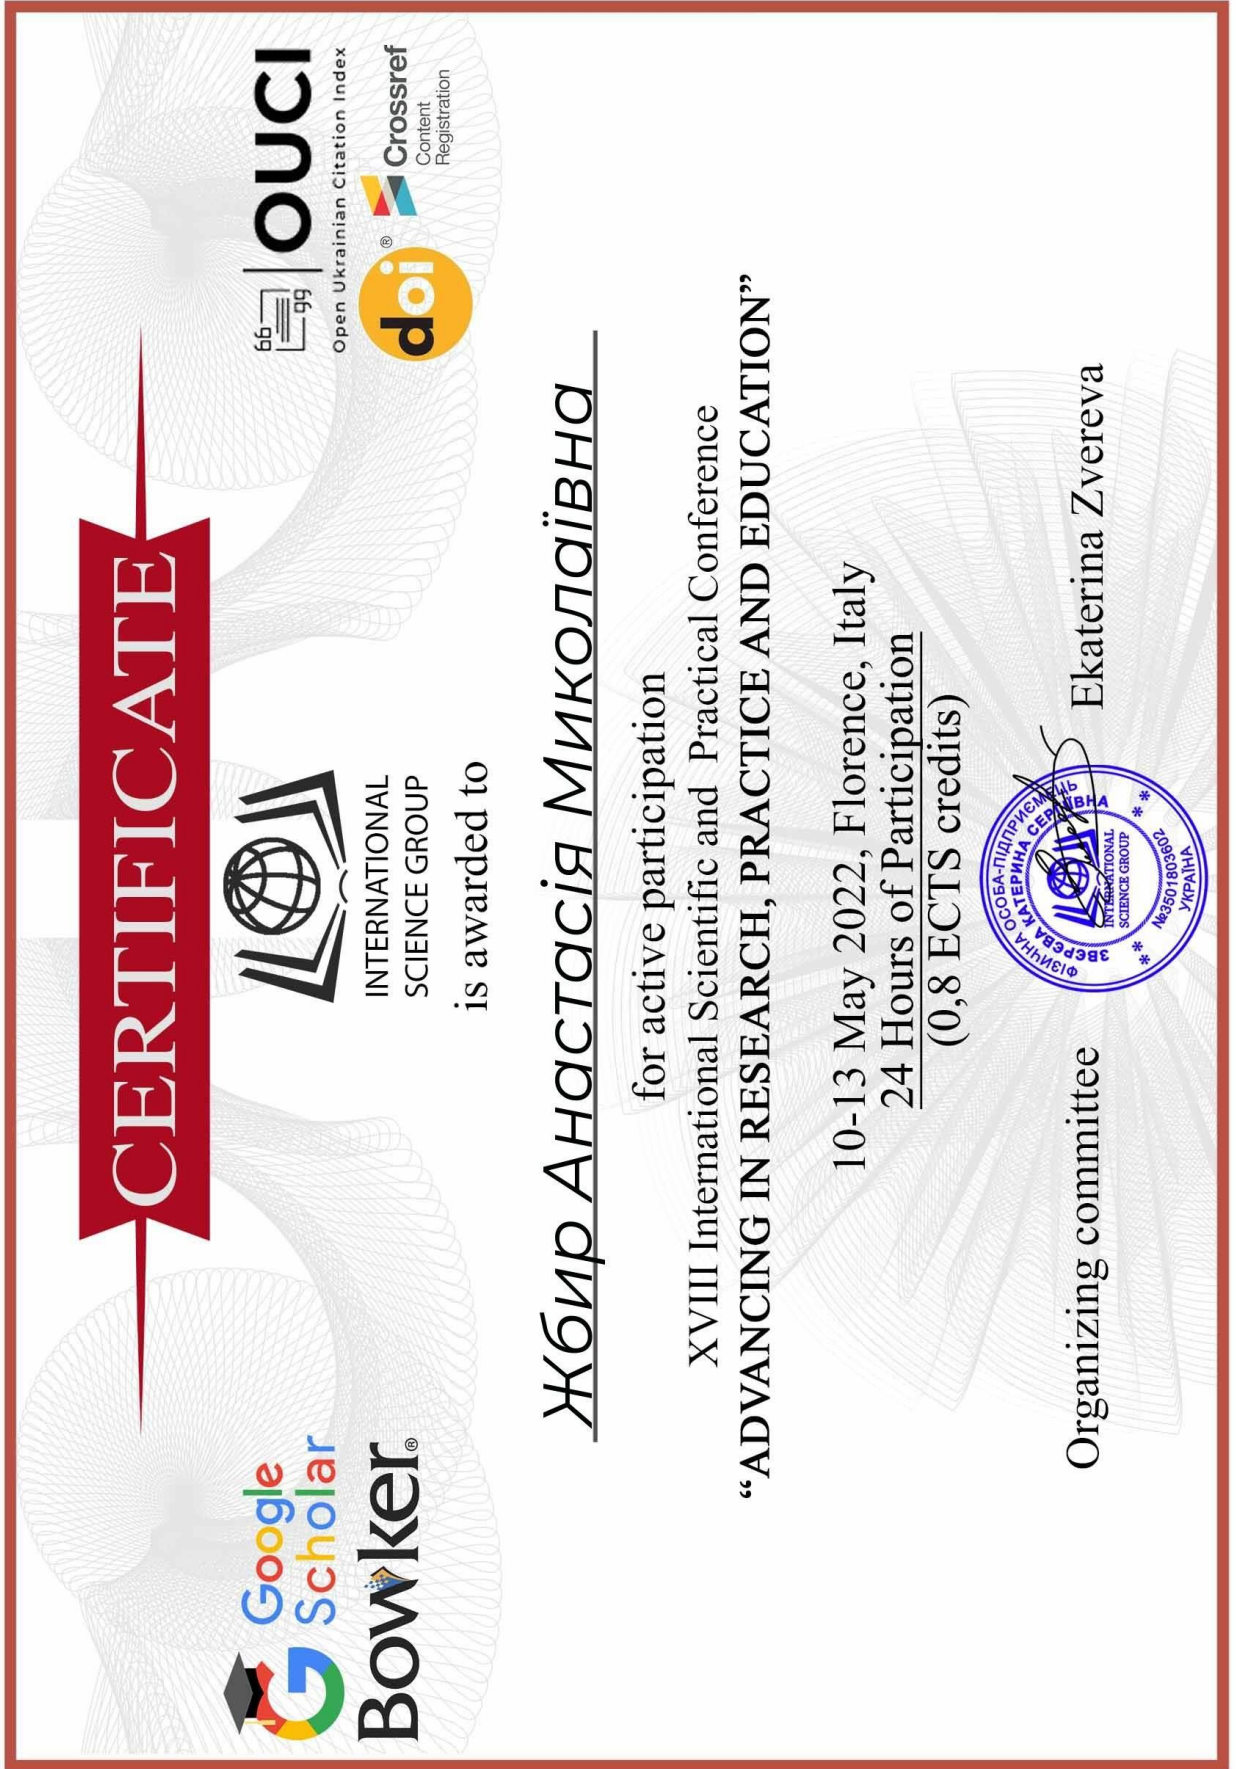 CERTIFICATE
Google
Scholar
Bowker®
INTERNATIONAL
SCIENCE GROUP
OUCI
Open Ukrainian Citation Index
doi®
Crossref
Content
Registration
is awarded to
Жбир Анастасія Миколаївна
for active participation
XVIII International Scientific and Practical Conference
“ADVANCING IN RESEARCH, PRACTICE AND EDUCATION”
10-13 May 2022, Florence, Italy
24 Hours of Participation
(0,8 ECTS credits)
Organizing committee
Ekaterina Zvereva
ФІЗИЧНА ОСОБА-ПІДПРИЄМЕЦЬ
ЗВЄРЄВА КАТЕРИНА СЕРГІЇВНА
INTERNATIONAL
SCIENCE GROUP
№3501803602
УКРАЇНА